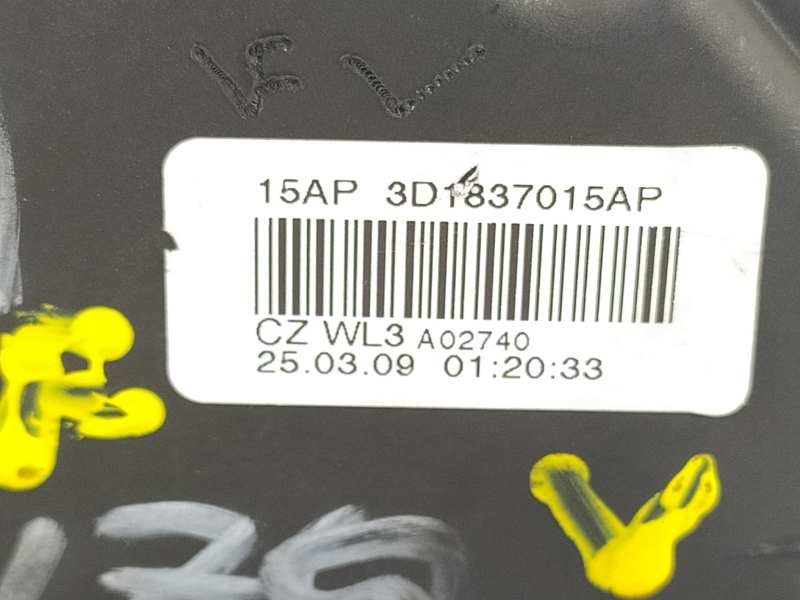 VF V
15AP 3D1837015AP
CZ WL3 A02740
25.03.09 01:20:33
V